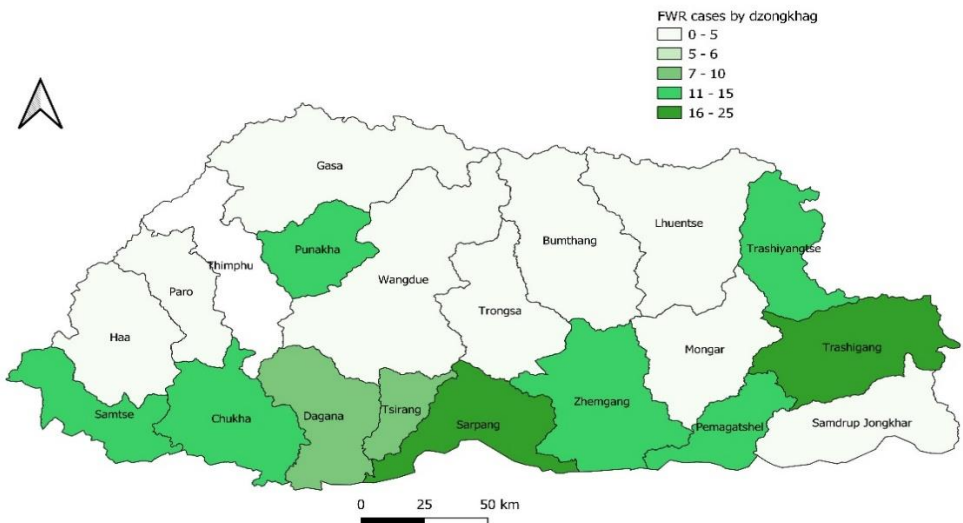 FWR cases by dzongkhag
0 - 5
5 - 6
7 - 10
11 - 15
16 - 25
Gasa
Punakha
Thimphu
Paro
Haa
Wangdue
Bumthang
Lhuentse
Trashiyangtse
Trongsa
Mongar
Trashigang
Samtse
Chukha
Dagana
Tsirang
Sarpang
Zhemgang
Pemagatshel
Samdrup Jongkhar
0 25 50 km